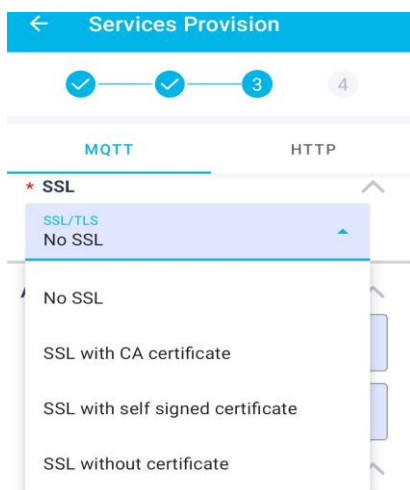 Services Provision
3 4
MQTT HTTP
* SSL
SSL/TLS
No SSL
No SSL
SSL with CA certificate
SSL with self signed certificate
SSL without certificate